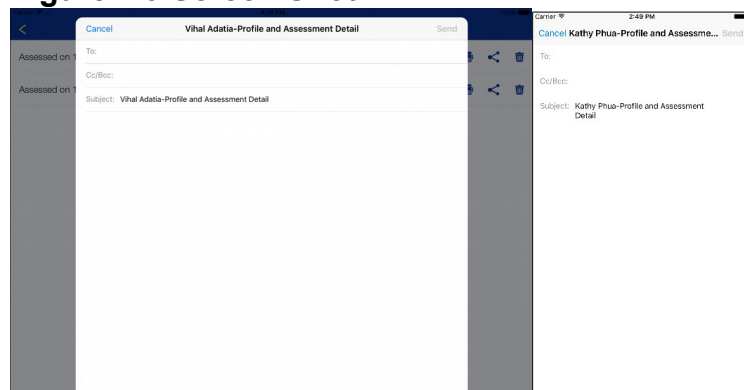 Cancel Vihal Adatia-Profile and Assessment Detail Send
To:
Cc/Bcc:
Subject: Vihal Adatia-Profile and Assessment Detail
Assessed on 1
Assessed on 1
Carrier 2:49 PM
Cancel Kathy Phua-Profile and Assessme... Send
To:
Cc/Bcc:
Subject: Kathy Phua-Profile and Assessment
Detail